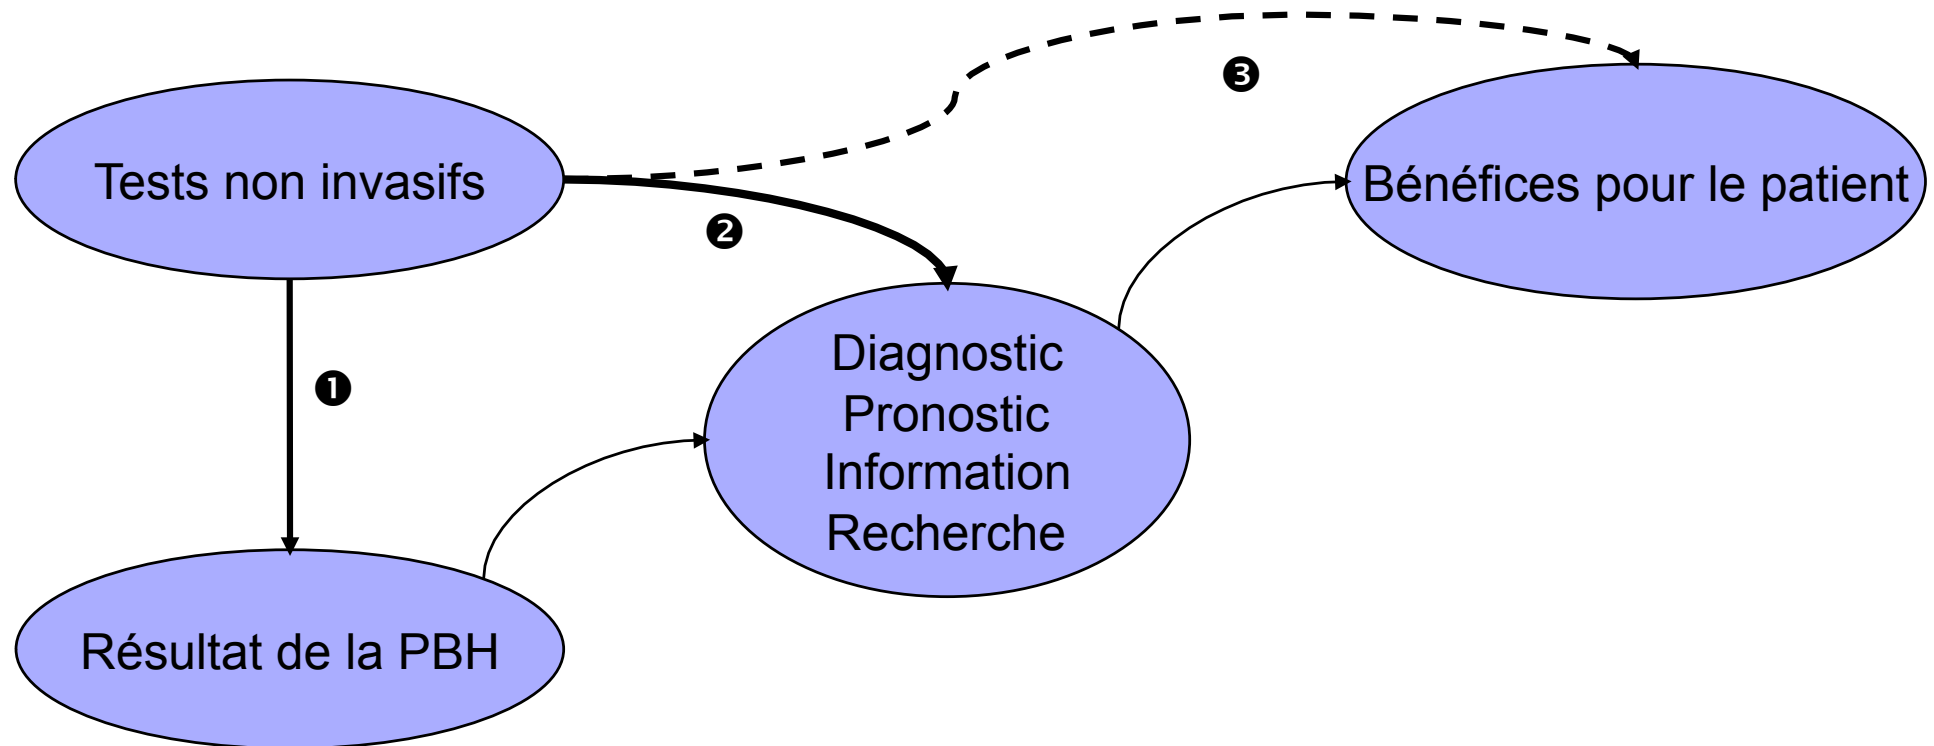 ❸
Tests non invasifs
Bénéfices pour le patient
❷
Diagnostic
Pronostic
Information
Recherche
❶
Résultat de la PBH